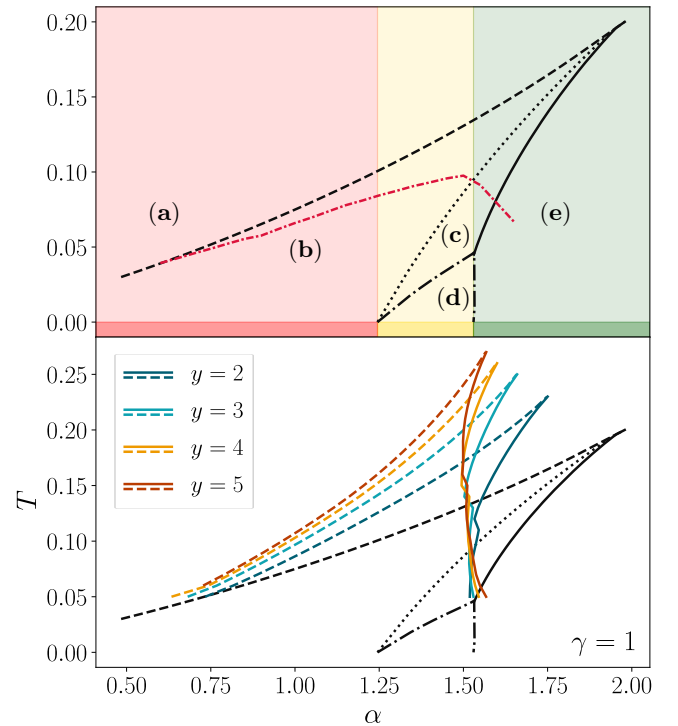 0.20
0.15
0.10
0.05
0.00
(a)
(b)
(c)
(d)
(e)
y = 2
y = 3
y = 4
y = 5
0.25
0.20
0.15
0.10
0.05
0.00
T
γ = 1
0.50 0.75 1.00 1.25 1.50 1.75 2.00
α